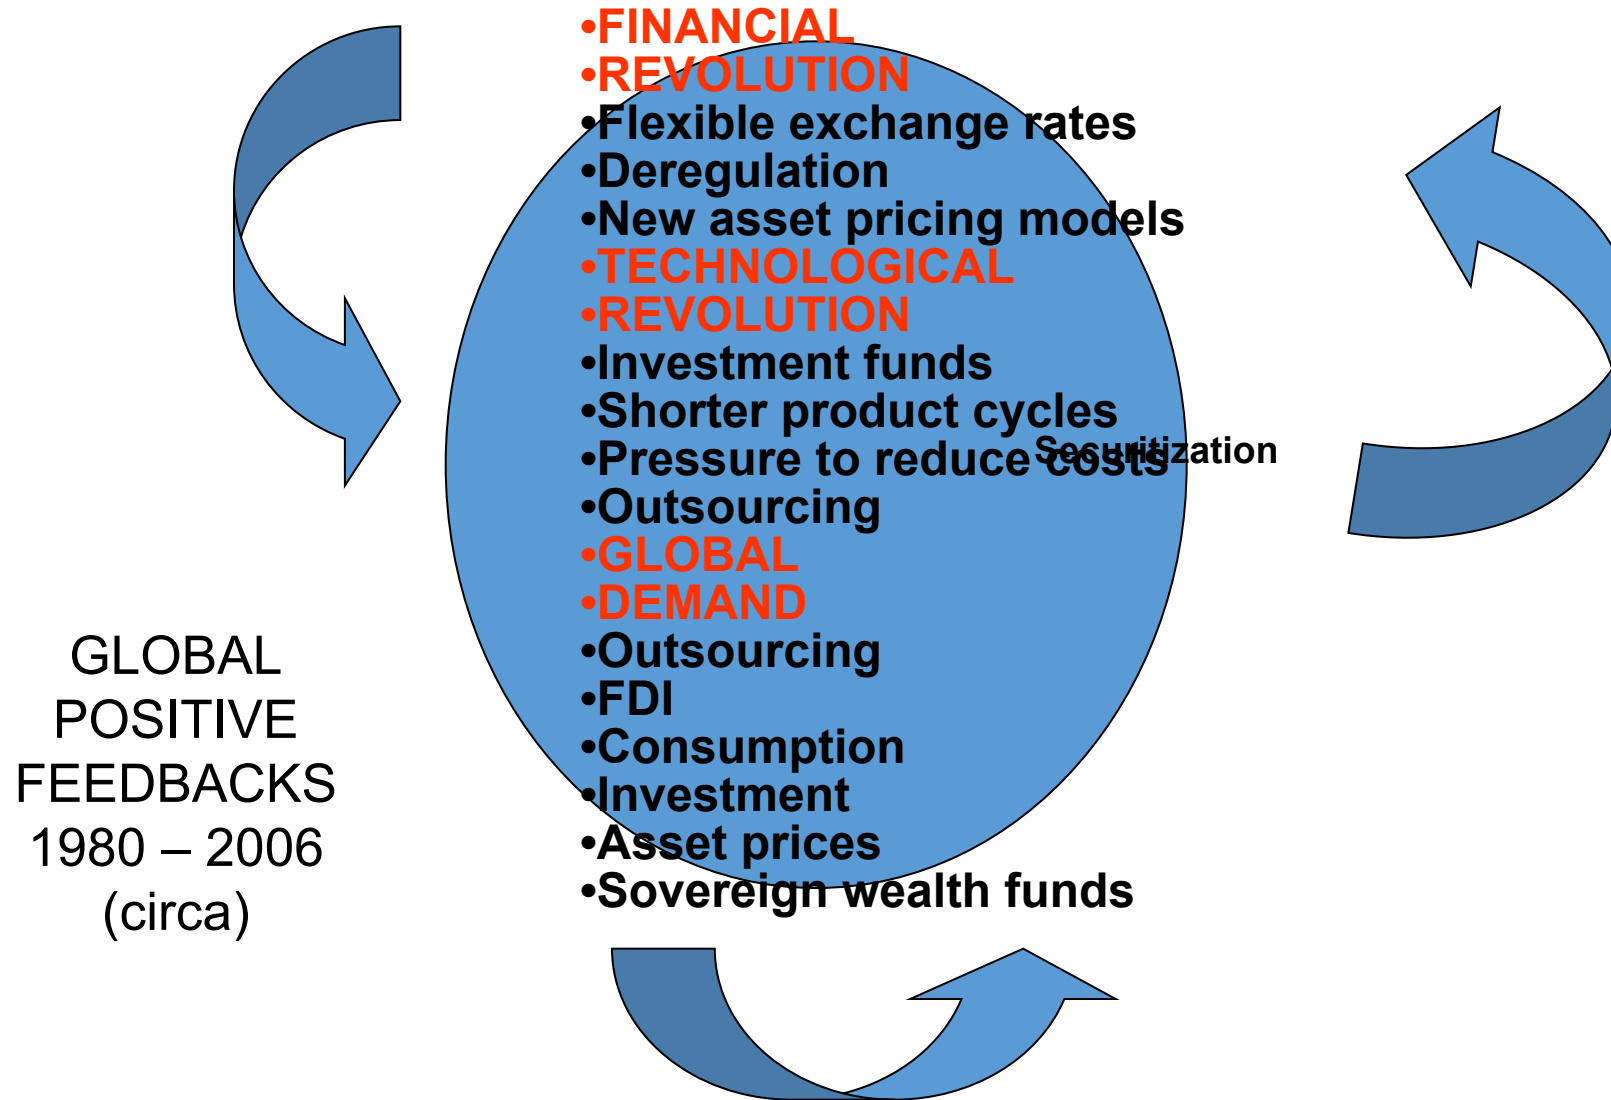 •FINANCIAL
•REVOLUTION
•Flexible exchange rates
•Deregulation
•New asset pricing models
•TECHNOLOGICAL
•REVOLUTION
•Investment funds
•Shorter product cycles
•Pressure to reduce costs
Securitization
•Outsourcing
•GLOBAL
•DEMAND
•Outsourcing
•FDI
•Consumption
•Investment
•Asset prices
•Sovereign wealth funds
GLOBAL
POSITIVE
FEEDBACKS
1980 – 2006
(circa)